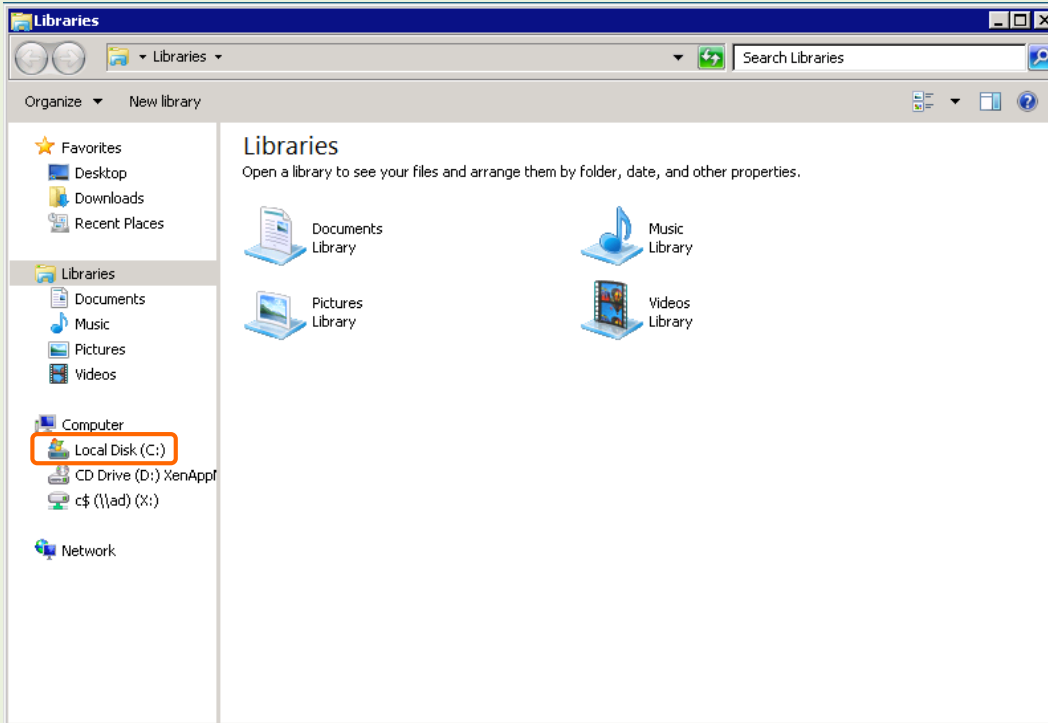 Libraries
Libraries
Search Libraries
Organize New library
Favorites
Desktop
Downloads
Recent Places
Libraries
Documents
Music
Pictures
Videos
Computer
Local Disk (C:)
CD Drive (D:)
c$ (\\ad) (X:)
Network
Libraries
Open a library to see your files and arrange them by folder, date, and other properties.
Documents
Library
Music
Library
Pictures
Library
Videos
Library